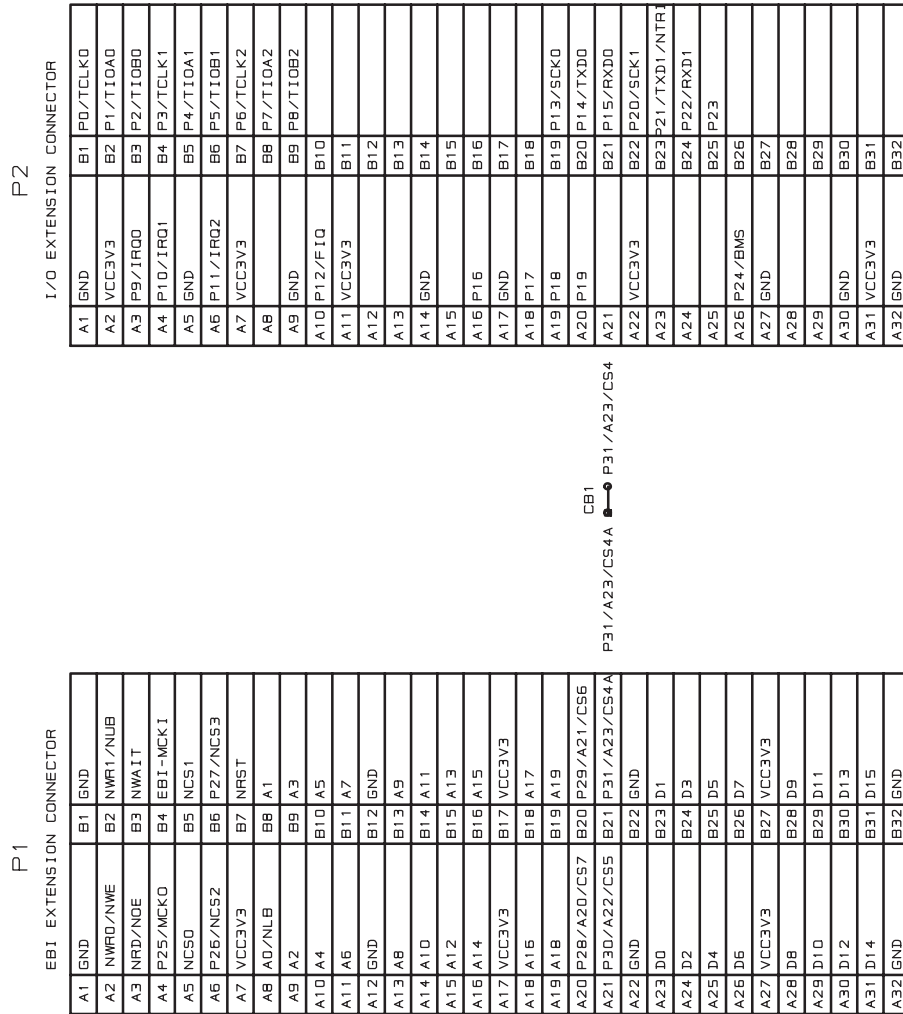 P1
EBI EXTENSION CONNECTOR
A1 GND B1 GND
A2 NWR0/NWE B2 NWR1/NUB
A3 NRD/NOE B3 NWAIT
A4 P25/MCKO B4 EBI-MCKI
A5 NCS0 B5 NCS1
A6 P26/NCS2 B6 P27/NCS3
A7 VCC3V3 B7 NRST
A8 A0/NLB B8 A1
A9 A2 B9 A3
A10 A4 B10 A5
A11 A6 B11 A7
A12 GND B12 GND
A13 A8 B13 A9
A14 A10 B14 A11
A15 A12 B15 A13
A16 A14 B16 A15
A17 VCC3V3 B17 VCC3V3
A18 A16 B18 A17
A19 A18 B19 A19
A20 P28/A20/CS7 B20 P29/A21/CS6
A21 P30/A22/CS5 B21 P31/A23/CS4A
A22 GND B22 GND
A23 D0 B23 D1
A24 D2 B24 D3
A25 D4 B25 D5
A26 D6 B26 D7
A27 VCC3V3 B27 VCC3V3
A28 D8 B28 D9
A29 D10 B29 D11
A30 D12 B30 D13
A31 D14 B31 D15
A32 GND B32 GND
CB1
P31/A23/CS4A P31/A23/CS4
P2
I/O EXTENSION CONNECTOR
A1 GND B1 P0/TCLK0
A2 VCC3V3 B2 P1/TIOA0
A3 P9/IRQ0 B3 P2/TIOB0
A4 P10/IRQ1 B4 P3/TCLK1
A5 GND B5 P4/TIOA1
A6 P11/IRQ2 B6 P5/TIOB1
A7 VCC3V3 B7 P6/TCLK2
A8 B8 P7/TIOA2
A9 GND B9 P8/TIOB2
A10 P12/FIQ B10
A11 VCC3V3 B11
A12 B12
A13 B13
A14 GND B14
A15 B15
A16 P16 B16
A17 GND B17
A18 P17 B18
A19 P18 B19 P13/SCK0
A20 P19 B20 P14/TXD0
A21 B21 P15/RXD0
A22 VCC3V3 B22 P20/SCK1
A23 B23 P21/TXD1/NTRI
A24 B24 P22/RXD1
A25 B25 P23
A26 P24/BMS B26
A27 GND B27
A28 B28
A29 B29
A30 GND B30
A31 VCC3V3 B31
A32 GND B32